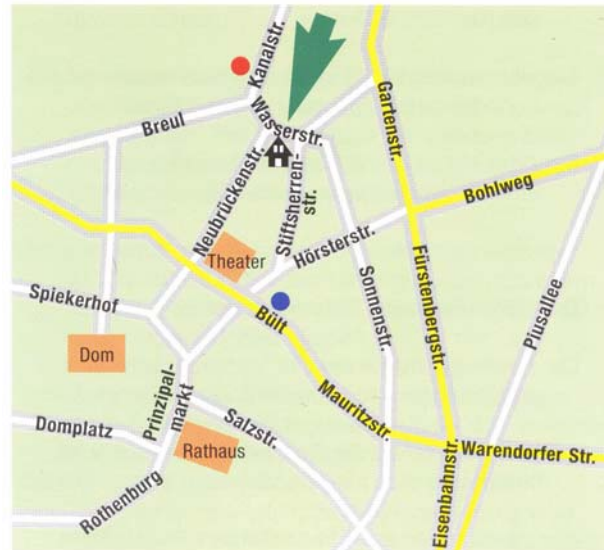 Kanalstr.
Wasserstr.
Breul
Gartenstr.
Neubrückenstr.
Stiftsherren-
str.
Bohlweg
Hörsterstr.
Theater
Spiekerhof
Bült
Sonnenstr.
Fürstenbergstr.
Piusallee
Dom
Prinzipal-
markt
Mauritzstr.
Domplatz
Salzstr.
Rathaus
Warendorfer Str.
Eisenbahnstr.
Rothenburg